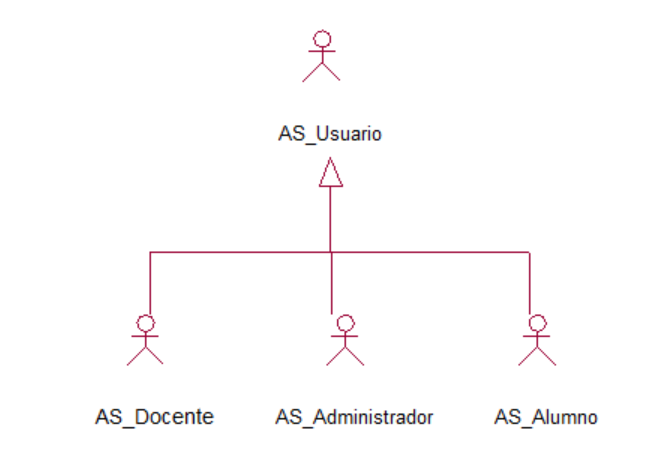 AS_Usuario
AS_Docente
AS_Administrador
AS_Alumno